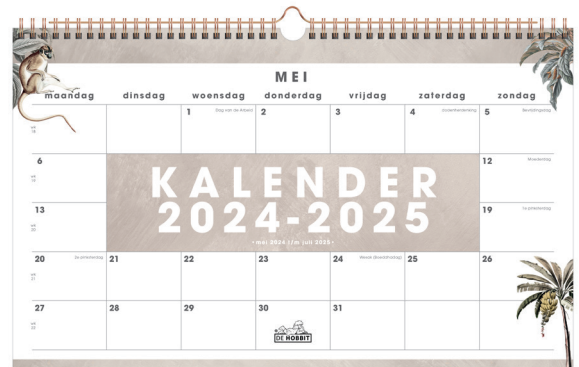 MEI
maandag dinsdag woensdag donderdag vrijdag zaterdag zondag
1 Dag van de Arbeid 2 3 4 Dodenherdenking 5 Bevrijdingsdag
6 12 Moederdag
KALENDER
2024-2025
13 19 1e pinksterdag
• mei 2024 t/m juli 2025 •
20 2e pinksterdag 21 22 23 24 25 26
27 28 29 30 31
DE HOBBIT